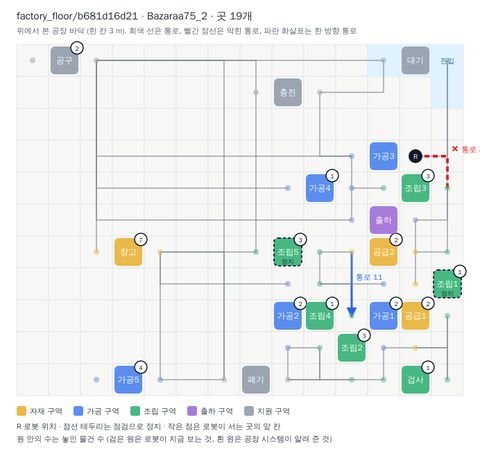 factory_floor/b681d16d21 · Bazaraa75_2 · 곳 19개
위에서 본 공장 바닥 (한 칸 3 m). 회색 선은 통로, 빨간 점선은 막힌 통로, 파란 화살표는 한 방향 통로
공구 2
대기
진입
충전
R
가공3
✕ 통로
가공4 1
조립3 3
출하
창고 7
조립5 3
정지
공급2 2
통로 11
조립1 1
정지
가공2 2
조립4 1
가공1 2
공급1 2
조립2 3
가공5 4
폐기
검사 1
자재 구역
가공 구역
조립 구역
출하 구역
지원 구역
R 로봇 위치 · 점선 테두리는 점검으로 정지 · 작은 점은 로봇이 서는 곳의 앞 칸
원 안의 수는 놓인 물건 수 (검은 원은 로봇이 지금 보는 것, 흰 원은 공장 시스템이 알려 준 것)